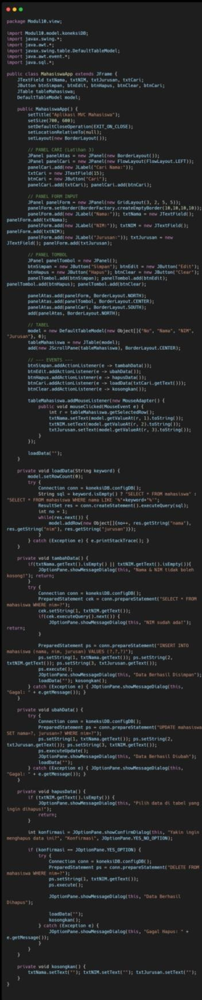 package Modul10.view;
import Modul10.model.koneksiDB;
import javax.swing.*;
import java.awt.*;
import javax.swing.table.DefaultTableModel;
import java.awt.event.*;
import java.sql.*;
public class MahasiswaApp extends JFrame {
JTextField txtNama, txtNIM, txtJurusan, txtCari;
JButton btnSimpan, btnEdit, btnHapus, btnClear, btnCari;
JTable tableMahasiswa;
DefaultTableModel model;
public MahasiswaApp() {
setTitle("Aplikasi MVC Mahasiswa");
setSize(700, 600);
setDefaultCloseOperation(EXIT_ON_CLOSE);
setLocationRelativeTo(null);
setLayout(new BorderLayout());
// PANEL CARI (Latihan 3)
JPanel panelAtas = new JPanel(new BorderLayout());
JPanel panelCari = new JPanel(new FlowLayout(FlowLayout.LEFT));
panelCari.add(new JLabel("Cari Nama:"));
txtCari = new JTextField(15);
btnCari = new JButton("Cari");
panelCari.add(txtCari); panelCari.add(btnCari);
// PANEL FORM INPUT
JPanel panelForm = new JPanel(new GridLayout(3, 2, 5, 5));
panelForm.setBorder(BorderFactory.createEmptyBorder(10,10,10,10));
panelForm.add(new JLabel("Nama:")); txtNama = new JTextField();
panelForm.add(txtNama);
panelForm.add(new JLabel("NIM:")); txtNIM = new JTextField();
panelForm.add(txtNIM);
panelForm.add(new JLabel("Jurusan:")); txtJurusan = new
JTextField(); panelForm.add(txtJurusan);
// PANEL TOMBOL
JPanel panelTombol = new JPanel();
btnSimpan = new JButton("Simpan"); btnEdit = new JButton("Edit");
btnHapus = new JButton("Hapus"); btnClear = new JButton("Clear");
panelTombol.add(btnSimpan); panelTombol.add(btnEdit);
panelTombol.add(btnHapus); panelTombol.add(btnClear);
panelAtas.add(panelForm, BorderLayout.NORTH);
panelAtas.add(panelTombol, BorderLayout.CENTER);
panelAtas.add(panelCari, BorderLayout.SOUTH);
add(panelAtas, BorderLayout.NORTH);
// TABEL
model = new DefaultTableModel(new Object[]{"No", "Nama", "NIM",
"Jurusan"}, 0);
tableMahasiswa = new JTable(model);
add(new JScrollPane(tableMahasiswa), BorderLayout.CENTER);
// --- EVENTS ---
btnSimpan.addActionListener(e -> tambahData());
btnEdit.addActionListener(e -> ubahData());
btnHapus.addActionListener(e -> hapusData());
btnCari.addActionListener(e -> loadData(txtCari.getText()));
btnClear.addActionListener(e -> kosongkan());
tableMahasiswa.addMouseListener(new MouseAdapter() {
public void mouseClicked(MouseEvent e) {
int r = tableMahasiswa.getSelectedRow();
txtNama.setText(model.getValueAt(r, 1).toString());
txtNIM.setText(model.getValueAt(r, 2).toString());
txtJurusan.setText(model.getValueAt(r, 3).toString());
}
});
loadData("");
}
private void loadData(String keyword) {
model.setRowCount(0);
try {
Connection conn = koneksiDB.configDB();
String sql = keyword.isEmpty() ? "SELECT * FROM mahasiswa" :
"SELECT * FROM mahasiswa WHERE nama LIKE '%"+keyword+"%'";
ResultSet res = conn.createStatement().executeQuery(sql);
int no = 1;
while(res.next()) {
model.addRow(new Object[]{no++, res.getString("nama"),
res.getString("nim"), res.getString("jurusan")});
}
} catch (Exception e) { e.printStackTrace(); }
}
private void tambahData() {
if(txtNama.getText().isEmpty() || txtNIM.getText().isEmpty()){
JOptionPane.showMessageDialog(this, "Nama & NIM tidak boleh
kosong!"); return;
}
try {
Connection conn = koneksiDB.configDB();
PreparedStatement cek = conn.prepareStatement("SELECT * FROM
mahasiswa WHERE nim=?");
cek.setString(1, txtNIM.getText());
if(cek.executeQuery().next()) {
JOptionPane.showMessageDialog(this, "NIM sudah ada!");
return;
}
PreparedStatement ps = conn.prepareStatement("INSERT INTO
mahasiswa (nama, nim, jurusan) VALUES (?,?,?)");
ps.setString(1, txtNama.getText()); ps.setString(2,
txtNIM.getText()); ps.setString(3, txtJurusan.getText());
ps.execute();
JOptionPane.showMessageDialog(this, "Data Berhasil Disimpan");
loadData(""); kosongkan();
} catch (Exception e) { JOptionPane.showMessageDialog(this,
"Gagal: " + e.getMessage()); }
}
private void ubahData() {
try {
Connection conn = koneksiDB.configDB();
PreparedStatement ps = conn.prepareStatement("UPDATE mahasiswa
SET nama=?, jurusan=? WHERE nim=?");
ps.setString(1, txtNama.getText()); ps.setString(2,
txtJurusan.getText()); ps.setString(3, txtNIM.getText());
ps.executeUpdate();
JOptionPane.showMessageDialog(this, "Data Berhasil Diubah");
loadData("");
} catch (Exception e) { JOptionPane.showMessageDialog(this,
"Gagal: " + e.getMessage()); }
}
private void hapusData() {
if (txtNIM.getText().isEmpty()) {
JOptionPane.showMessageDialog(this, "Pilih data di tabel yang
ingin dihapus!");
return;
}
int konfirmasi = JOptionPane.showConfirmDialog(this, "Yakin ingin
menghapus data ini?", "Konfirmasi", JOptionPane.YES_NO_OPTION);
if (konfirmasi == JOptionPane.YES_OPTION) {
try {
Connection conn = koneksiDB.configDB();
PreparedStatement ps = conn.prepareStatement("DELETE FROM
mahasiswa WHERE nim=?");
ps.setString(1, txtNIM.getText());
ps.execute();
JOptionPane.showMessageDialog(this, "Data Berhasil
Dihapus");
loadData("");
kosongkan();
} catch (Exception e) {
JOptionPane.showMessageDialog(this, "Gagal Hapus: " +
e.getMessage());
}
}
}
private void kosongkan() {
txtNama.setText(""); txtNIM.setText(""); txtJurusan.setText("");
}
}